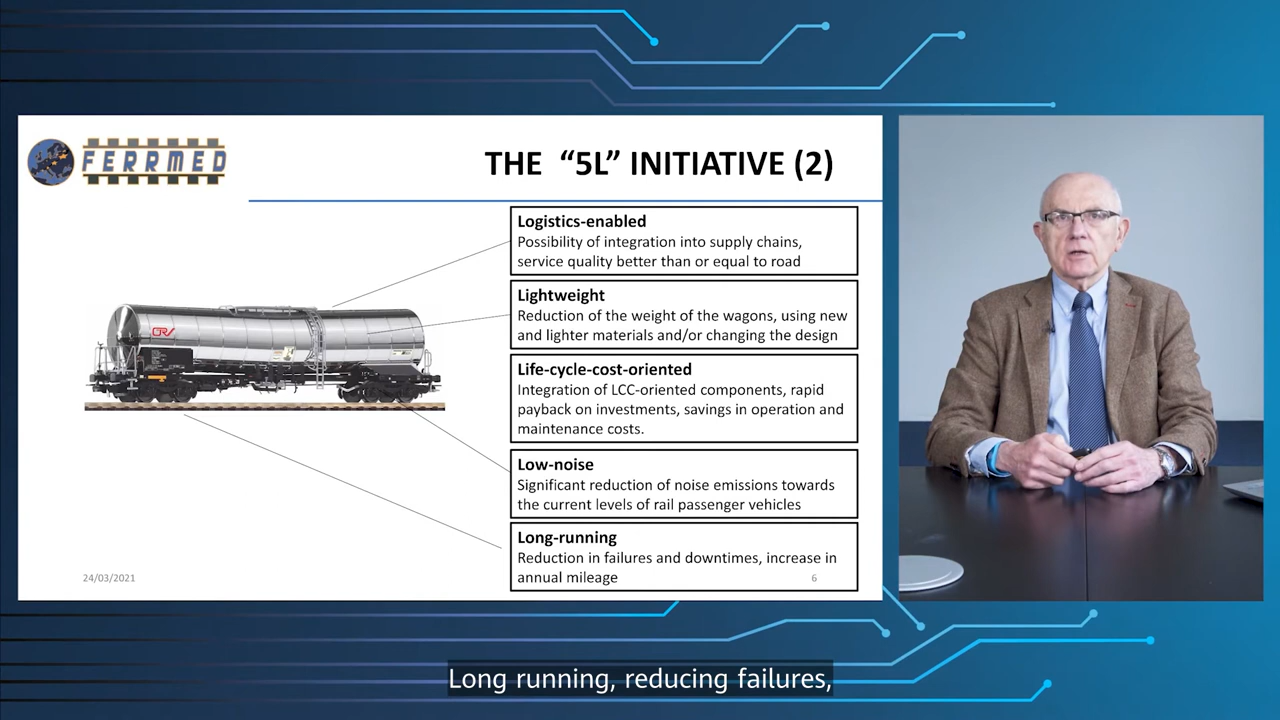 FERRMED
THE “5L” INITIATIVE (2)
Logistics-enabled
Possibility of integration into supply chains,
service quality better than or equal to road
Lightweight
Reduction of the weight of the wagons, using new
and lighter materials and/or changing the design
Life-cycle-cost-oriented
Integration of LCC-oriented components, rapid
payback on investments, savings in operation and
maintenance costs.
Low-noise
Significant reduction of noise emissions towards
the current levels of rail passenger vehicles
Long-running
Reduction in failures and downtimes, increase in
annual mileage
24/03/2021
6
Long running, reducing failures,